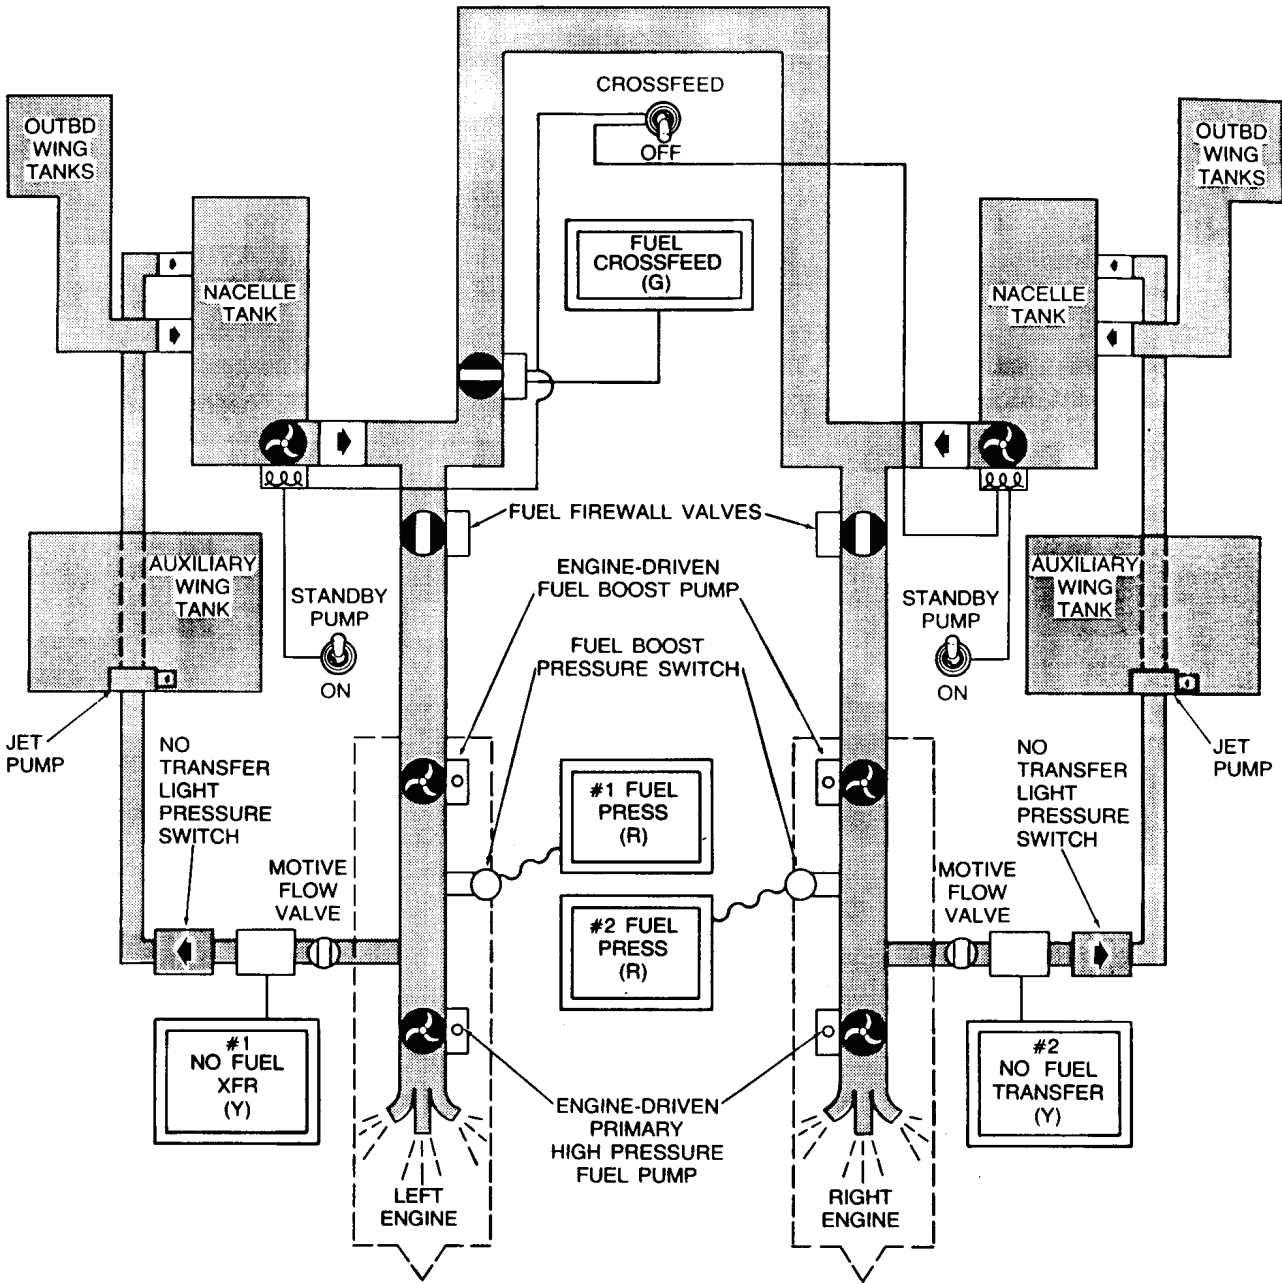 CROSSFEED
OFF
OUTBD
WING
TANKS
OUTBD
WING
TANKS
FUEL
CROSSFEED
(G)
NACELLE
TANK
NACELLE
TANK
FUEL FIREWALL VALVES
AUXILIARY
WING
TANK
STANDBY
PUMP
ON
ENGINE-DRIVEN
FUEL BOOST PUMP
FUEL BOOST
PRESSURE SWITCH
STANDBY
PUMP
ON
AUXILIARY
WING
TANK
JET
PUMP
NO
TRANSFER
LIGHT
PRESSURE
SWITCH
#1 FUEL
PRESS
(R)
#2 FUEL
PRESS
(R)
NO
TRANSFER
LIGHT
PRESSURE
SWITCH
JET
PUMP
MOTIVE
FLOW
VALVE
MOTIVE
FLOW
VALVE
#1
NO FUEL
XFR
(Y)
ENGINE-DRIVEN
PRIMARY
HIGH PRESSURE
FUEL PUMP
#2
NO FUEL
TRANSFER
(Y)
LEFT
ENGINE
RIGHT
ENGINE